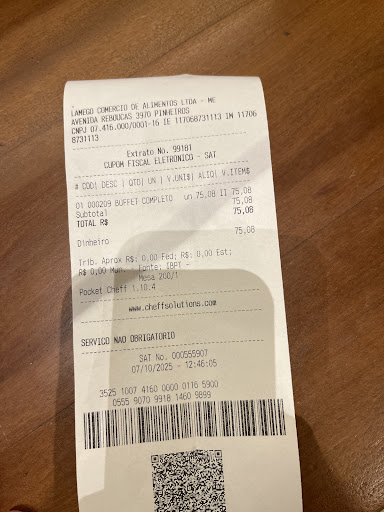 LAMEGO COMERCIO DE ALIMENTOS LTDA - ME
AVENIDA REBOUCAS 3970 PINHEIROS
CNPJ 07.416.000/0001-16 IE 117068731113 IM 11706
8731113
Extrato No. 99181
CUPOM FISCAL ELETRONICO - SAT
# COD| DESC | QTD| UN | V.UNI$| ALIQ| V.ITEM$
01 000209 BUFFET COMPLETO un 75,08 II 75,08
Subtotal 75,08
TOTAL R$ 75,08
Dinheiro 75,08
Trib. Aprox R$: 0,00 Fed; R$: 0,00 Est;
R$ 0,00 Mun. Fonte: IBPT -
Mesa 200/1
Pocket Cheff 1.10.4
www.cheffsolutions.com
SERVICO NAO OBRIGATORIO
SAT No. 000555907
07/10/2025 - 12:46:05
3525 1007 4160 0000 0116 5900
0555 9070 9918 1460 9899